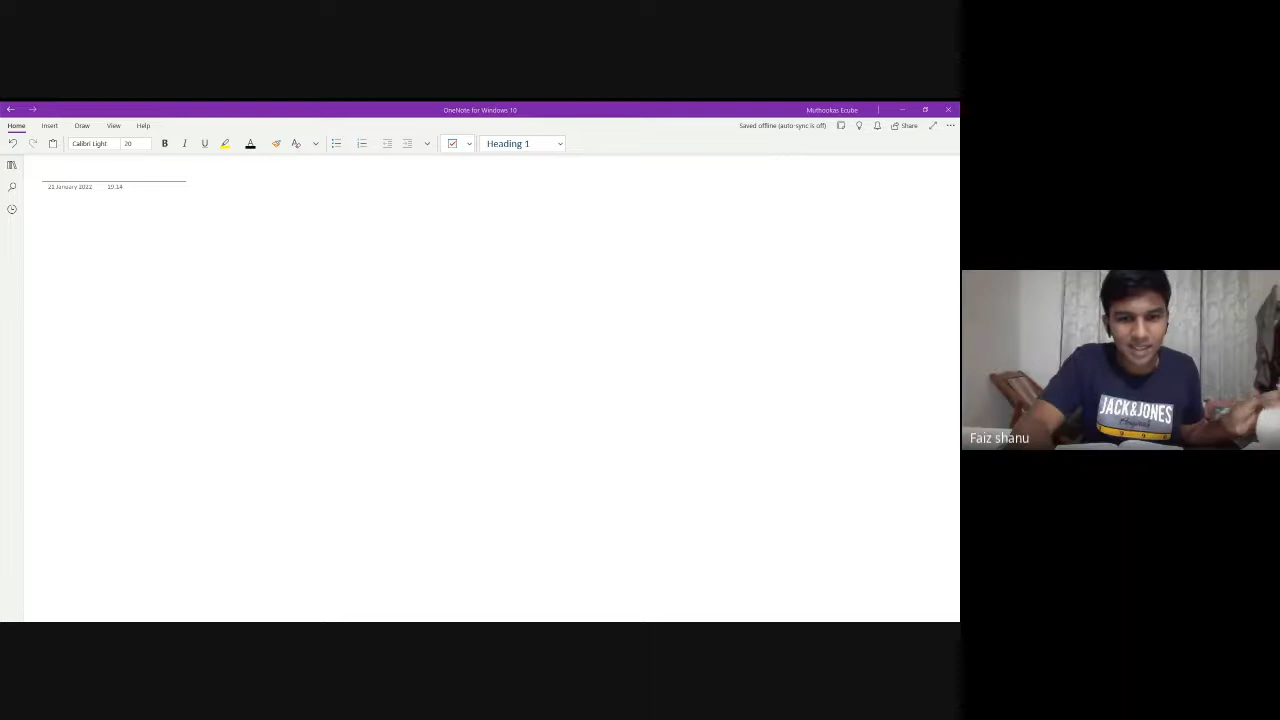 OneNote for Windows 10
Muthookas Ecube
Home Insert Draw View Help
Saved offline (auto-sync is off)
Share
Calibri Light 20 B I U A A Heading 1
21 January 2022 19:14
JACK&JONES
Faiz shanu